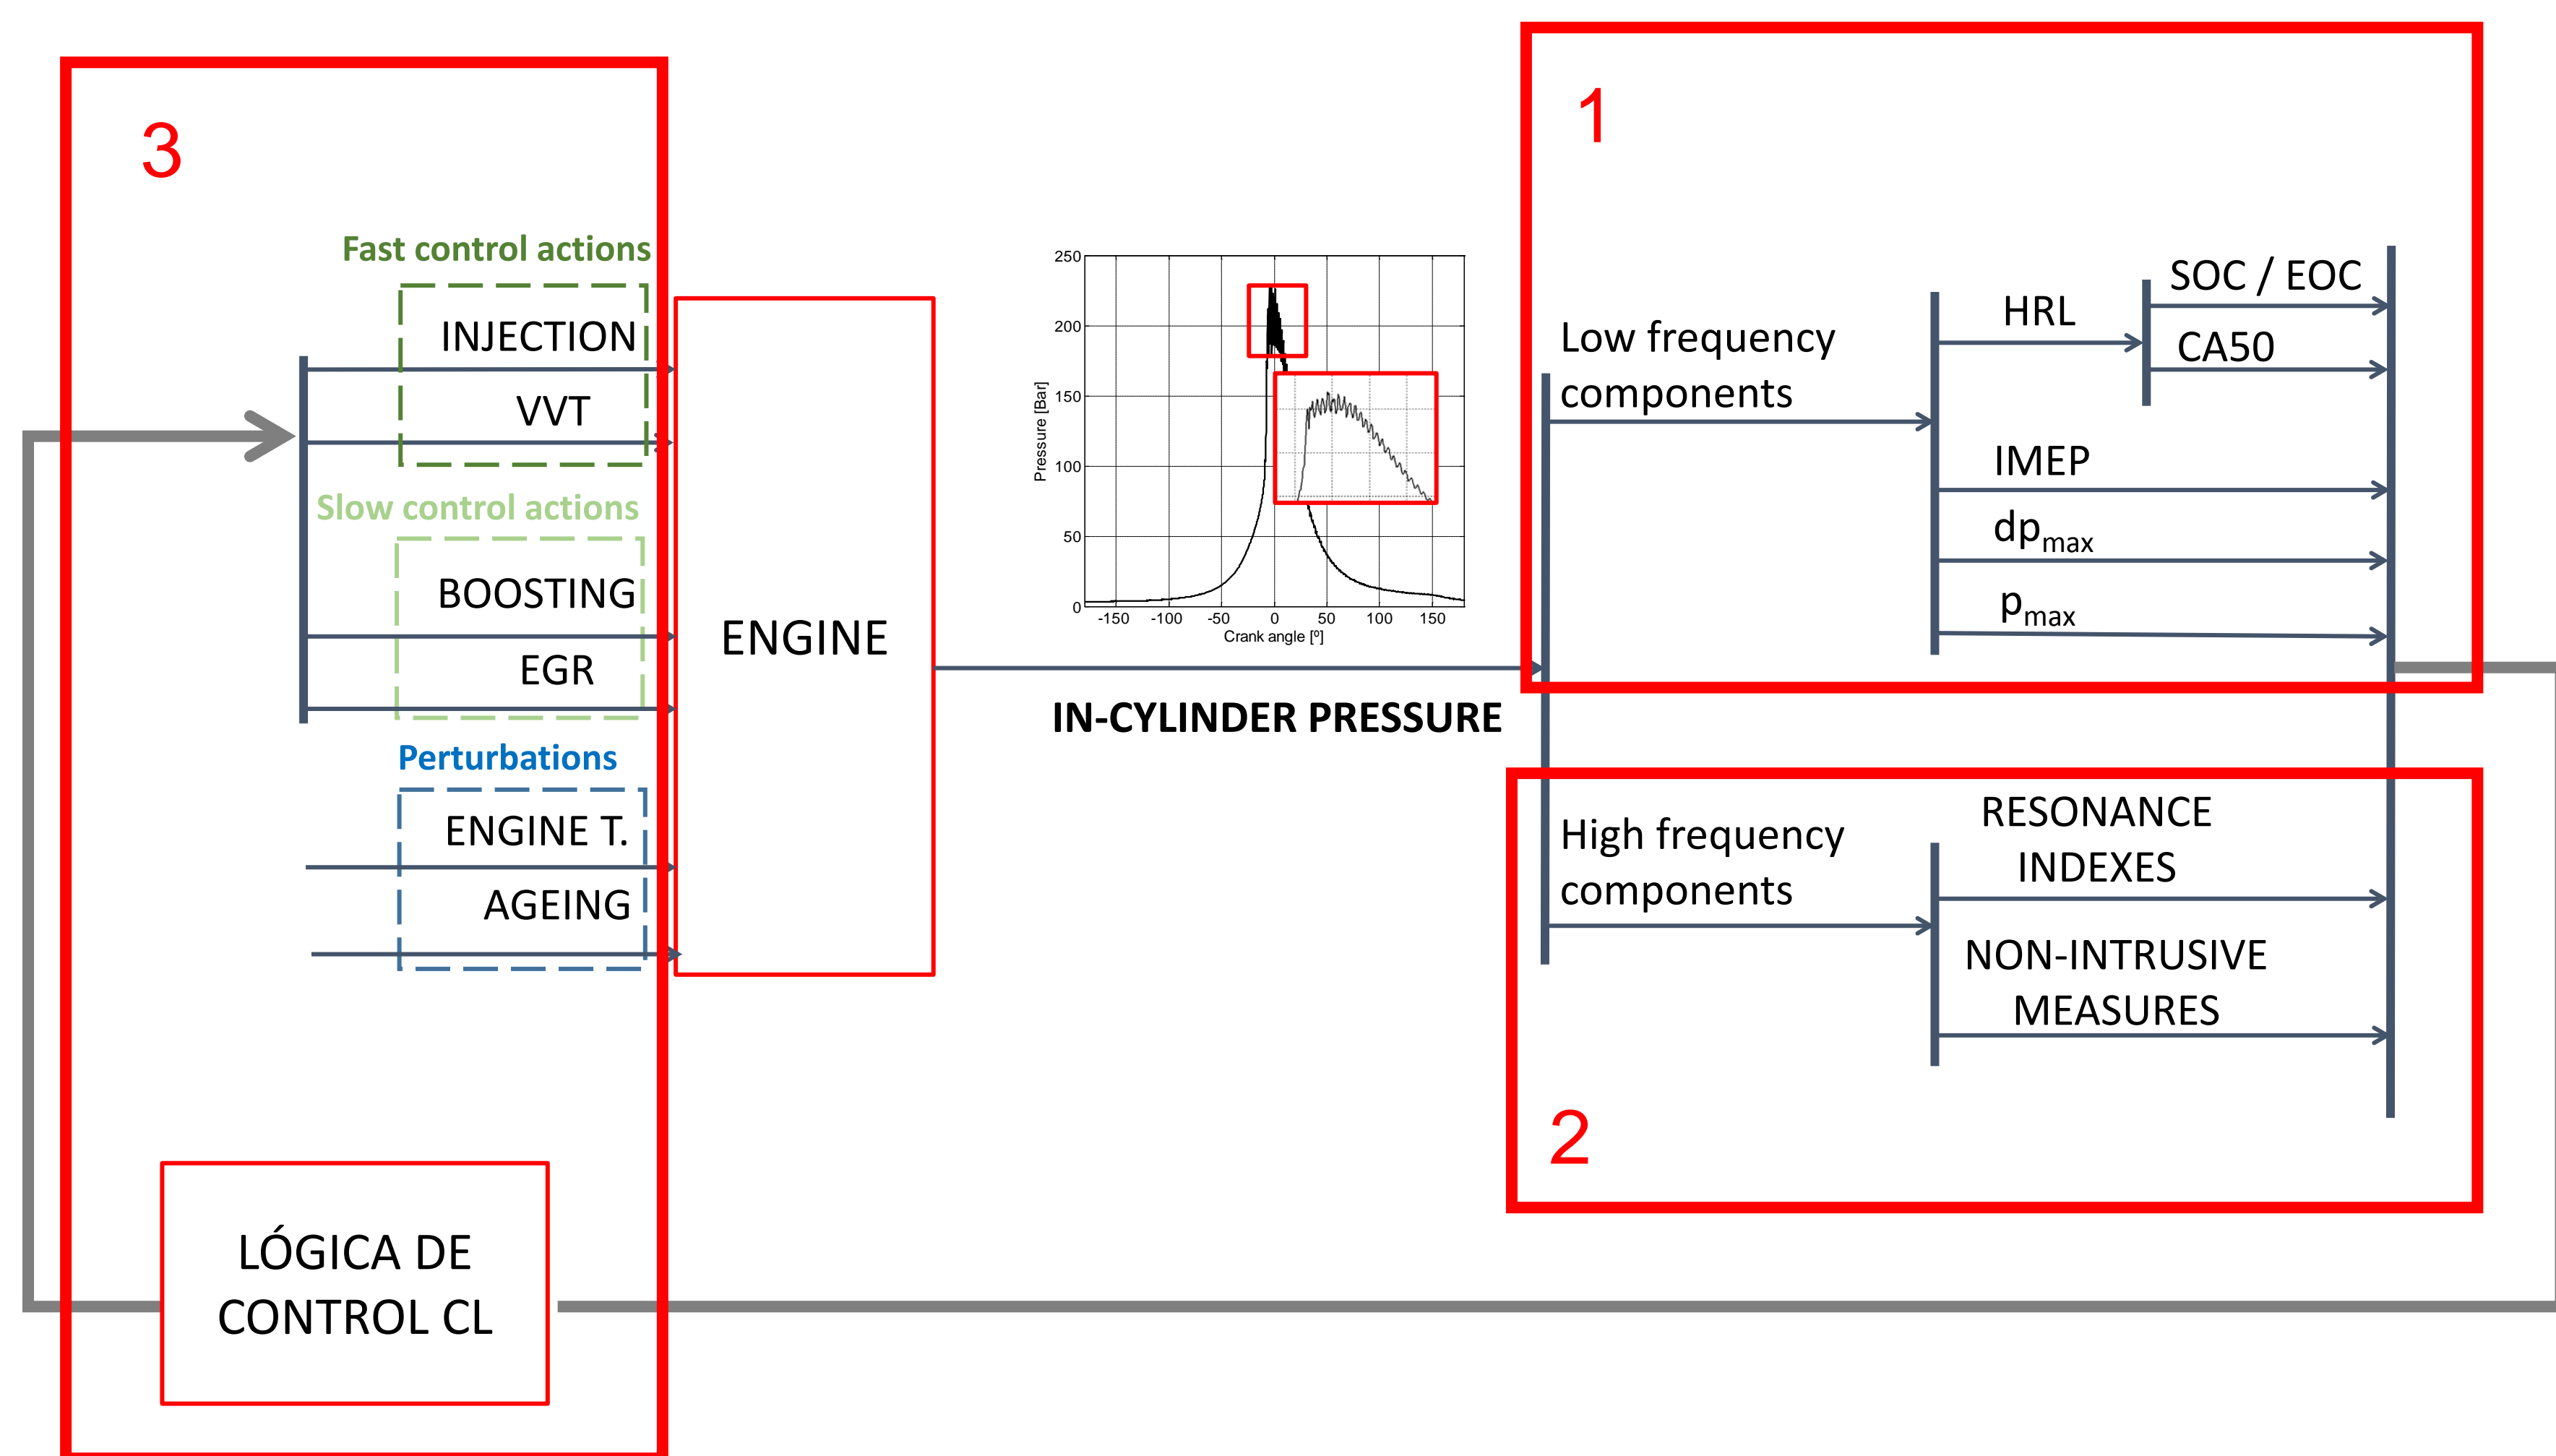 3
Fast control actions
INJECTION
VVT
Slow control actions
BOOSTING
EGR
Perturbations
ENGINE T.
AGEING
LÓGICA DE
CONTROL CL
ENGINE
250
200
150
100
50
0
Pressure [Bar]
-150 -100 -50 0 50 100 150
Crank angle [º]
IN-CYLINDER PRESSURE
1
Low frequency
components
HRL
SOC / EOC
CA50
IMEP
dpmax
pmax
High frequency
components
RESONANCE
INDEXES
NON-INTRUSIVE
MEASURES
2